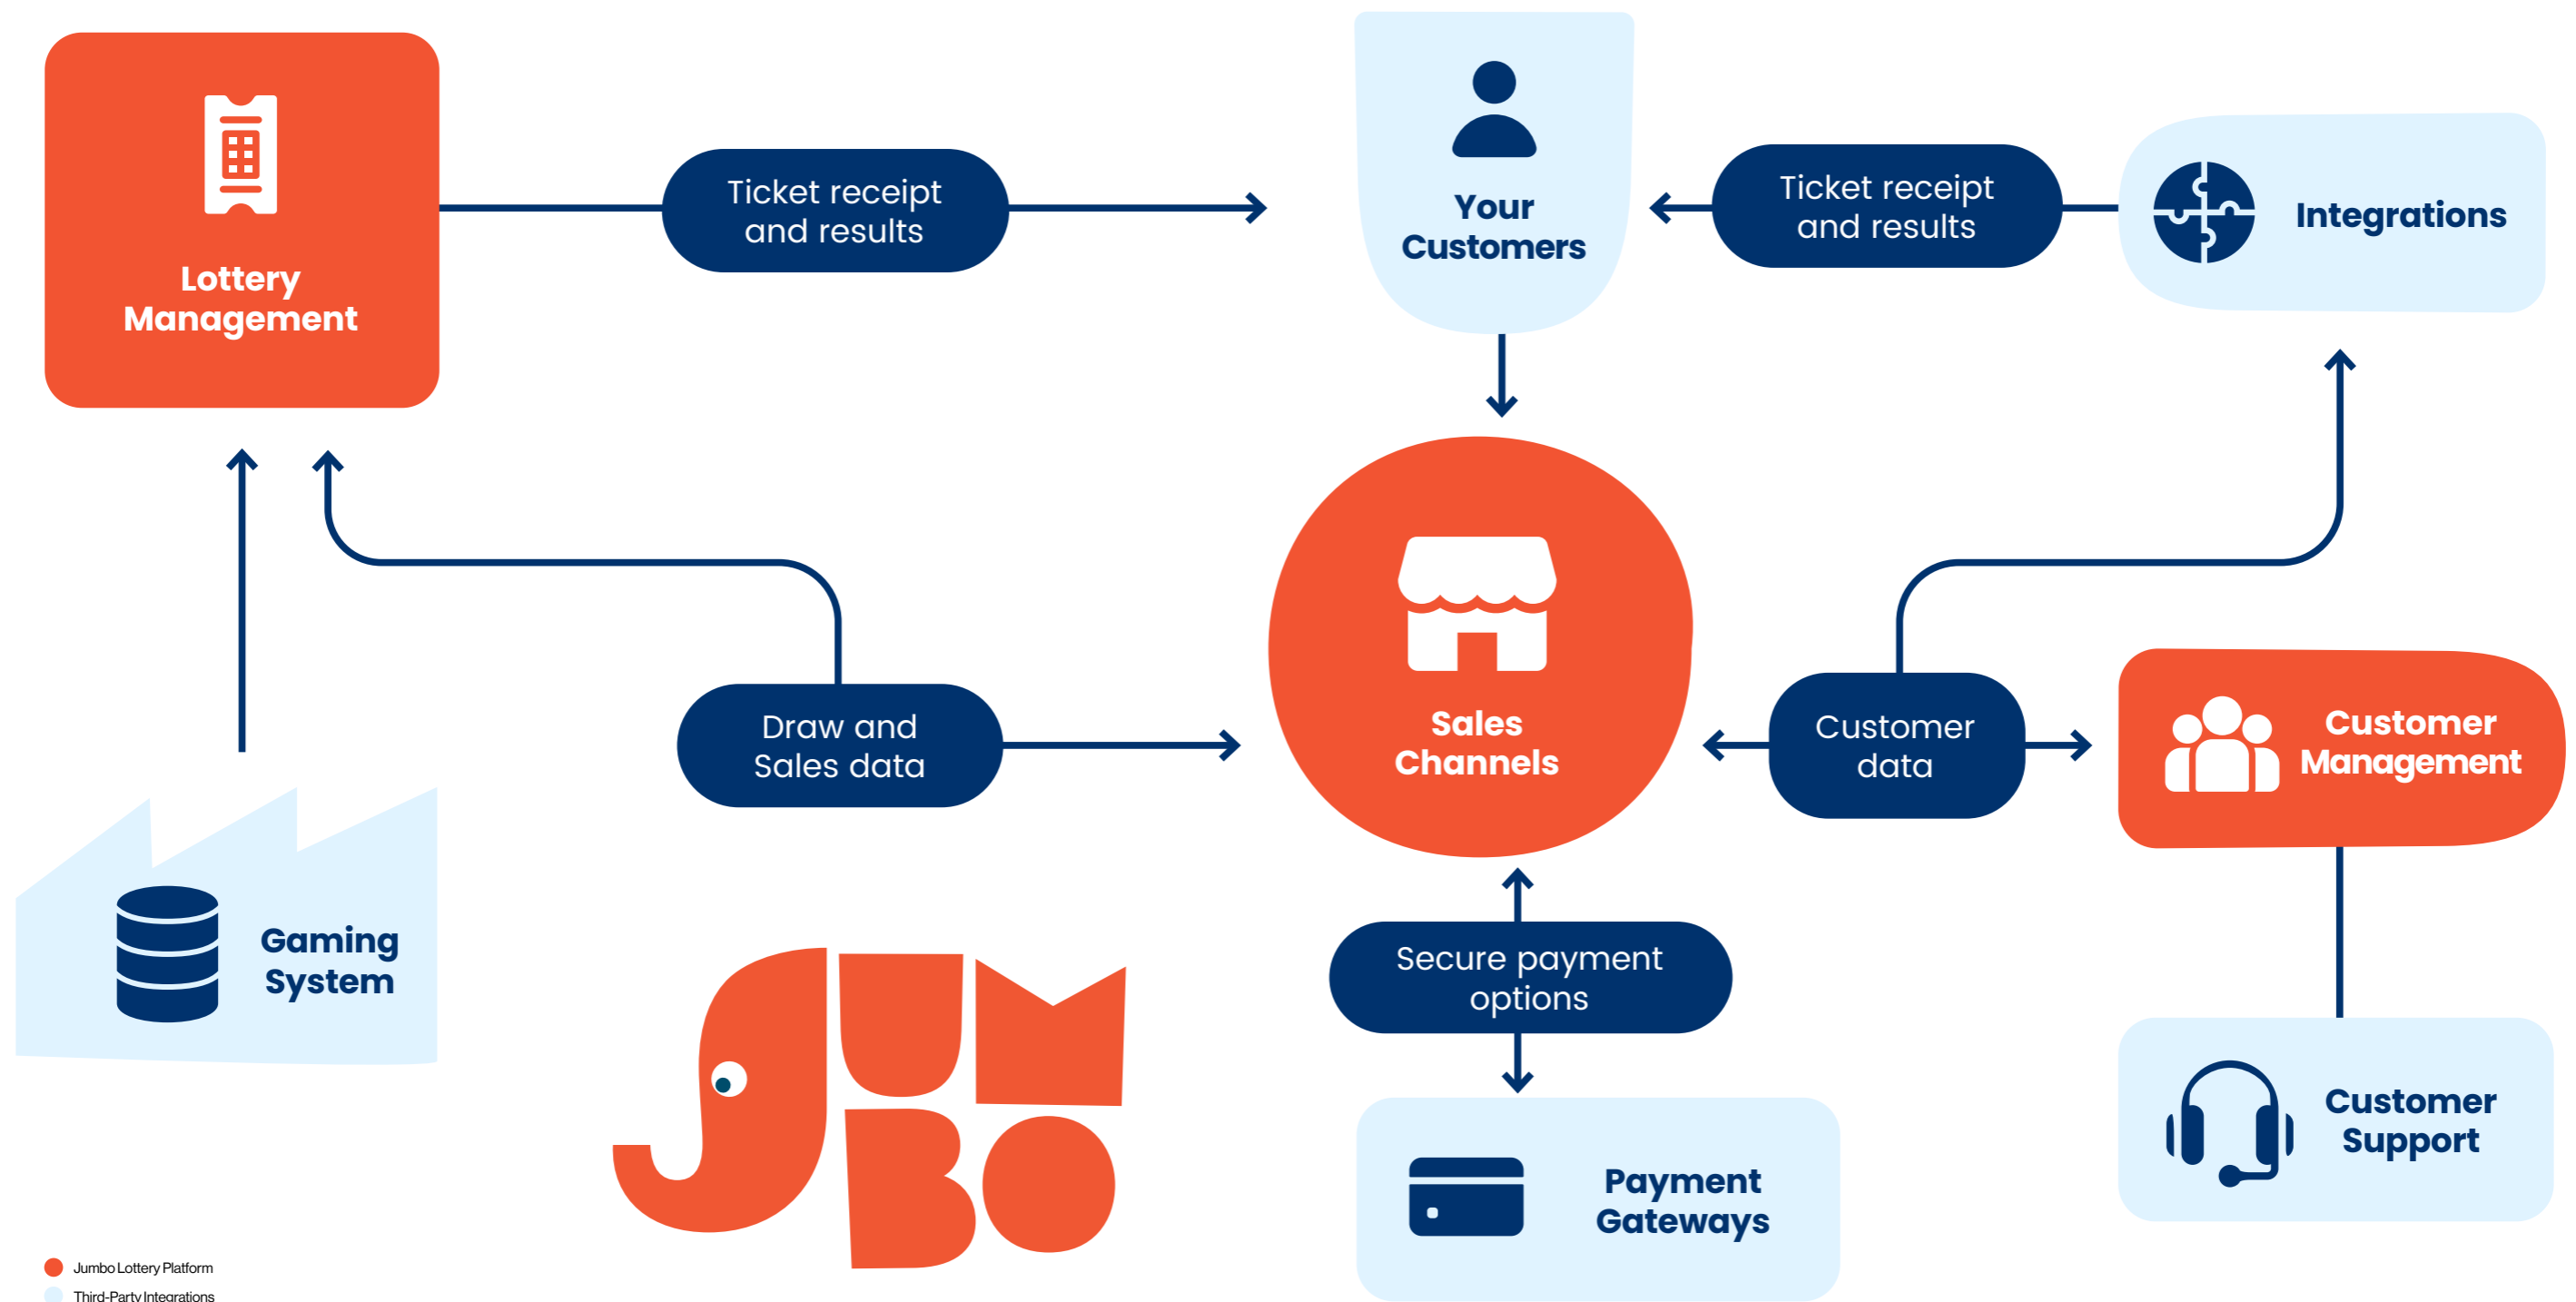 Lottery
Management
Ticket receipt
and results
Your
Customers
Ticket receipt
and results
Integrations
Draw and
Sales data
Sales
Channels
Customer
data
Customer
Management
Gaming
System
Secure payment
options
Customer
Support
Payment
Gateways
JUM
BO
Jumbo Lottery Platform
Third-Party Integrations